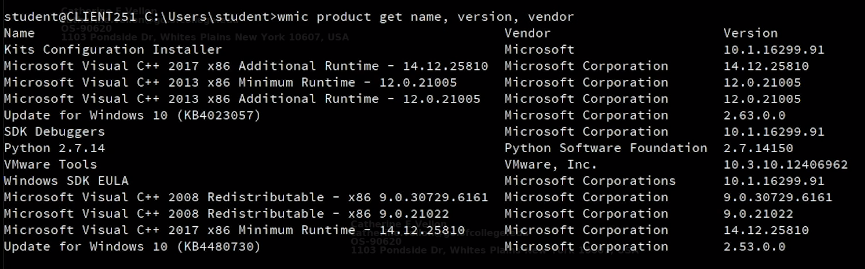 student@CLIENT251 C:\Users\student>wmic product get name, version, vendor
Name Vendor Version
Kits Configuration Installer Microsoft 10.1.16299.91
Microsoft Visual C++ 2017 x86 Additional Runtime - 14.12.25810 Microsoft Corporation 14.12.25810
Microsoft Visual C++ 2013 x86 Minimum Runtime - 12.0.21005 Microsoft Corporation 12.0.21005
Microsoft Visual C++ 2013 x86 Additional Runtime - 12.0.21005 Microsoft Corporation 12.0.21005
Update for Windows 10 (KB4023057) Microsoft Corporation 2.63.0.0
SDK Debuggers Microsoft Corporation 10.1.16299.91
Python 2.7.14 Python Software Foundation 2.7.14150
VMware Tools VMware, Inc. 10.3.10.12406962
Windows SDK EULA Microsoft Corporations 10.1.16299.91
Microsoft Visual C++ 2008 Redistributable - x86 9.0.30729.6161 Microsoft Corporation 9.0.30729.6161
Microsoft Visual C++ 2008 Redistributable - x86 9.0.21022 Microsoft Corporation 9.0.21022
Microsoft Visual C++ 2017 x86 Minimum Runtime - 14.12.25810 Microsoft Corporation 14.12.25810
Update for Windows 10 (KB4480730) Microsoft Corporation 2.53.0.0
OS-90620
1103 Pondside Dr, Whites Plains New York 10607, USA
OS-90620